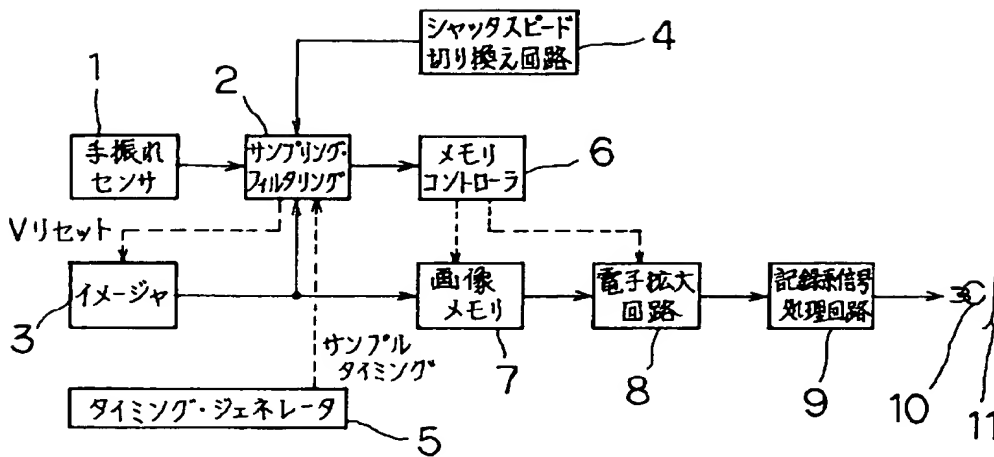 シャッタスピード
切り換え回路
4
1
2
手振れ
センサ
サンプリング・
フィルタリング
メモリ
コントローラ
6
Vリセット
イメージャ
3
画像
メモリ
電子拡大
回路
記録系信号
処理回路
サンプル
タイミング
7
8
9
10
11
タイミング・ジェネレータ
5